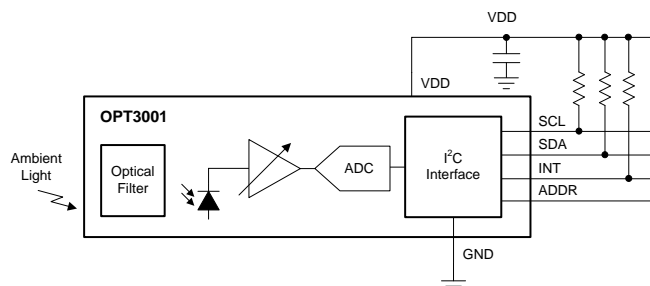 VDD
VDD
OPT3001
SCL
SDA
INT
ADDR
Ambient
Light
Optical
Filter
ADC
I²C
Interface
GND